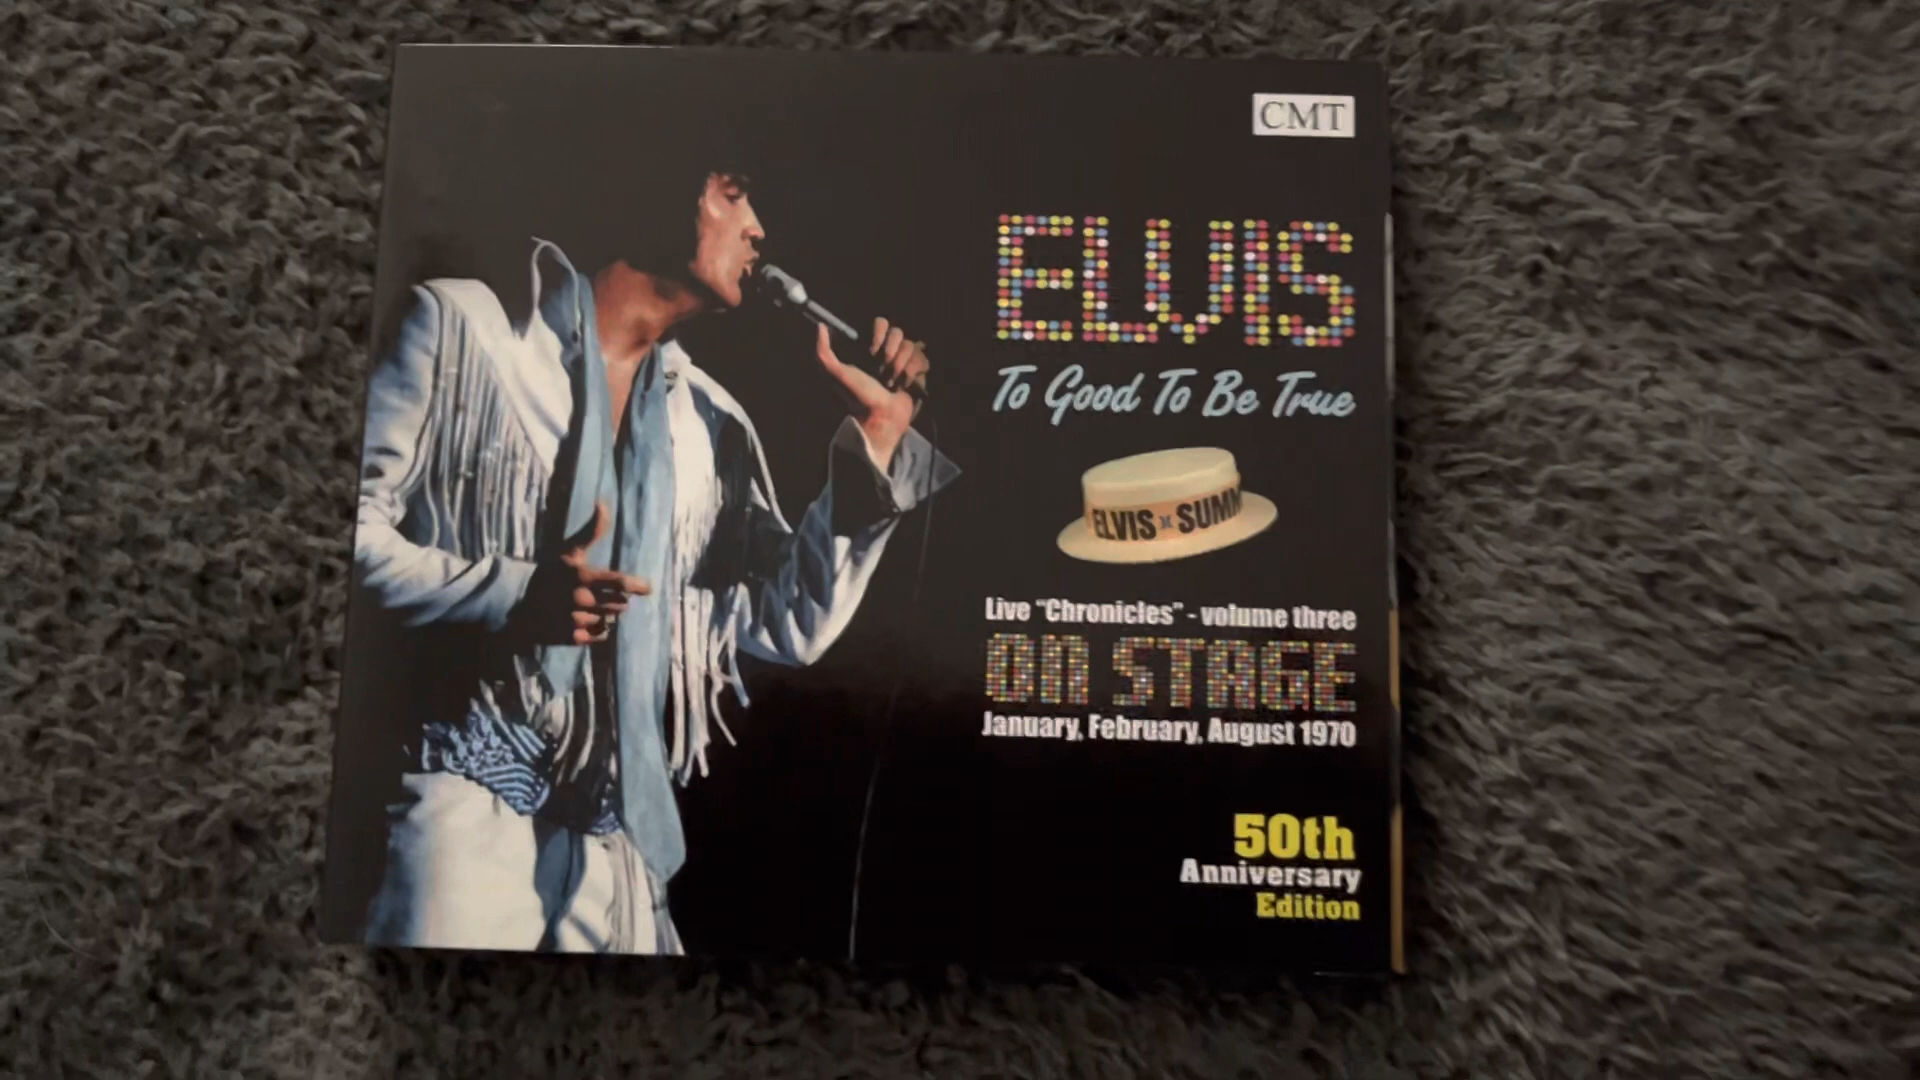 CMT
ELVIS
To Good To Be True
ELVIS SUMM
Live "Chronicles" - volume three
ON STAGE
January, February, August 1970
50th
Anniversary
Edition